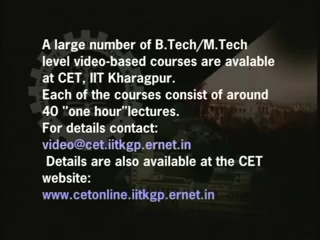 A large number of B.Tech/M.Tech
level video-based courses are avalable
at CET, IIT Kharagpur.
Each of the courses consist of around
40 "one hour"lectures.
For details contact:
video@cet.iitkgp.ernet.in
Details are also available at the CET
website:
www.cetonline.iitkgp.ernet.in